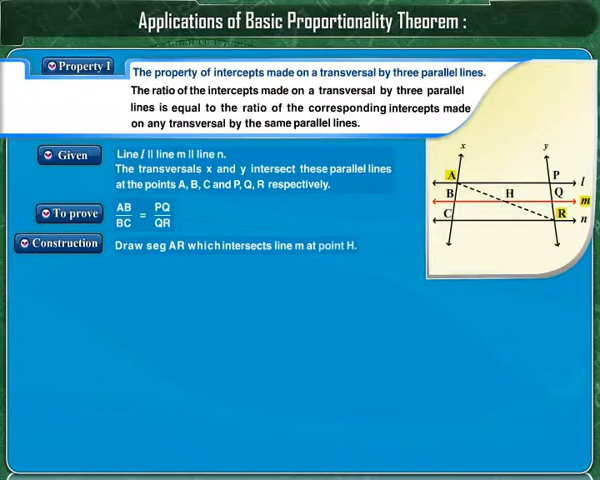 Applications of Basic Proportionality Theorem :
Property I
The property of intercepts made on a transversal by three parallel lines.
The ratio of the intercepts made on a transversal by three parallel
lines is equal to the ratio of the corresponding intercepts made
on any transversal by the same parallel lines.
Given
Line l || line m || line n.
The transversals x and y intersect these parallel lines
at the points A, B, C and P, Q, R respectively.
To prove
AB/BC = PQ/QR
Construction
Draw seg AR which intersects line m at point H.
x y
A P l
B H Q m
C R n